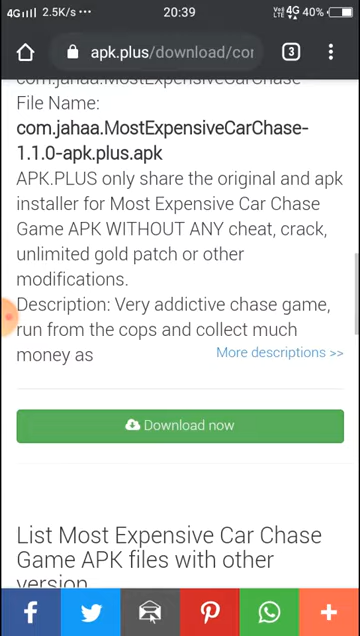 4G 2.5K/s ... 20:39 4G 40%
apk.plus/download/cor 3
com.jahaa.MostExpensiveCarChase
File Name:
com.jahaa.MostExpensiveCarChase-
1.1.0-apk.plus.apk
APK.PLUS only share the original and apk
installer for Most Expensive Car Chase
Game APK WITHOUT ANY cheat, crack,
unlimited gold patch or other
modifications.
Description: Very addictive chase game,
run from the cops and collect much
money as More descriptions >>
Download now
List Most Expensive Car Chase
Game APK files with other
version